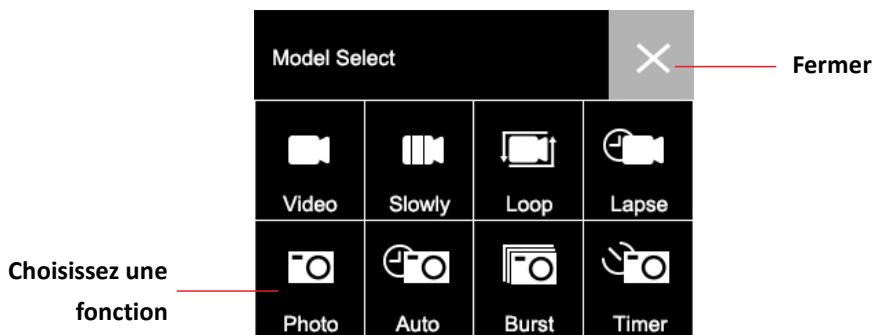 Model Select
Fermer
Video Slowly Loop Lapse
Choisissez une
fonction
Photo Auto Burst Timer